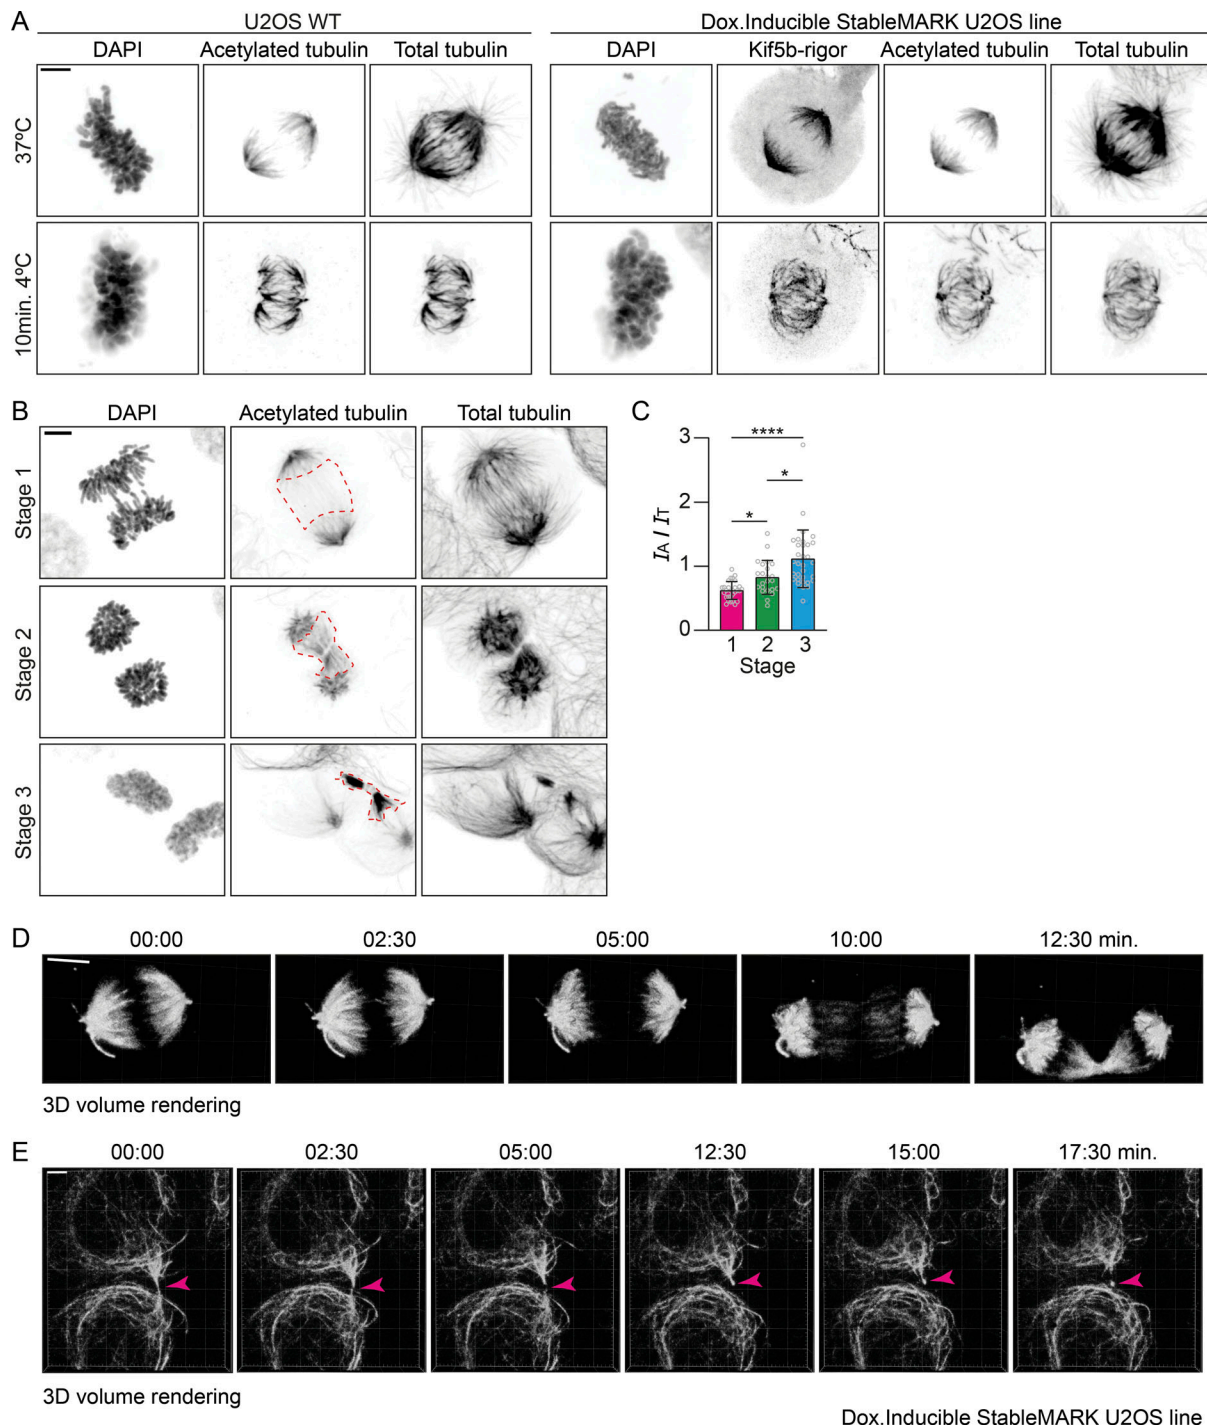 A
U2OS WT
Dox.Inducible StableMARK U2OS line
DAPI Acetylated tubulin Total tubulin DAPI Kif5b-rigor Acetylated tubulin Total tubulin
37ºC
10min. 4ºC
B
DAPI Acetylated tubulin Total tubulin
Stage 1
Stage 2
Stage 3
C
IA / IT
3
2
1
0
****
*
*
1 2 3
Stage
D
00:00 02:30 05:00 10:00 12:30 min.
3D volume rendering
E
00:00 02:30 05:00 12:30 15:00 17:30 min.
3D volume rendering
Dox.Inducible StableMARK U2OS line